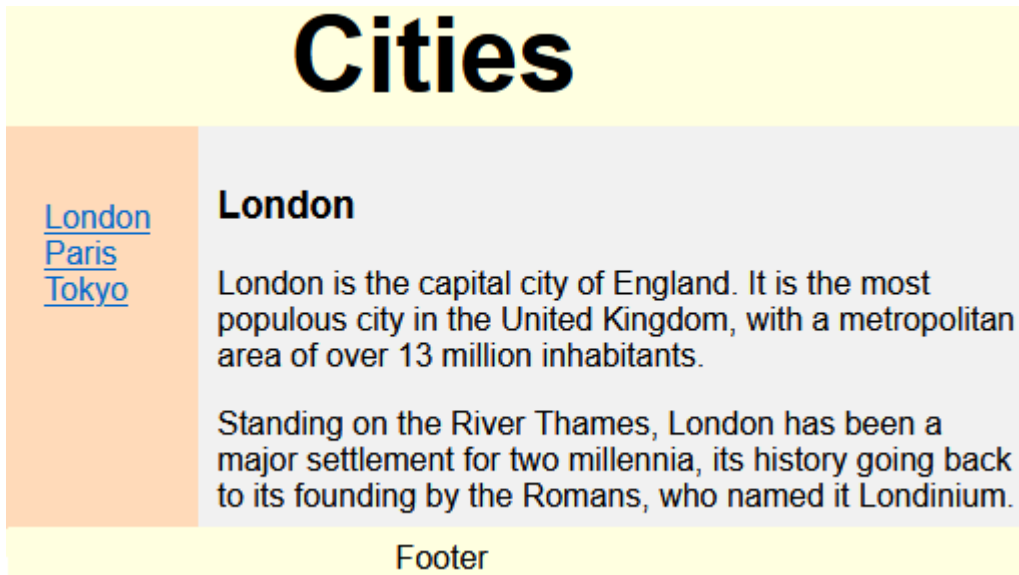 Cities
London
Paris
Tokyo
London
London is the capital city of England. It is the most
populous city in the United Kingdom, with a metropolitan
area of over 13 million inhabitants.
Standing on the River Thames, London has been a
major settlement for two millennia, its history going back
to its founding by the Romans, who named it Londinium.
Footer